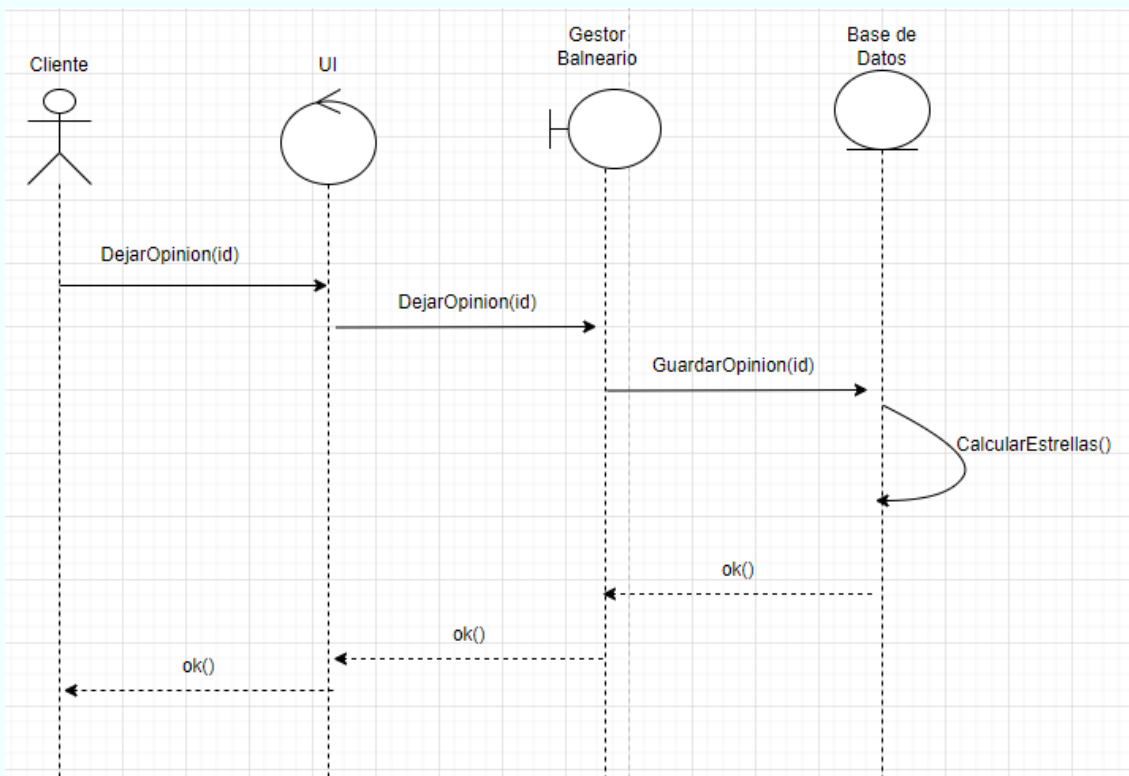 Cliente
UI
Gestor
Balneario
Base de
Datos
DejarOpinion(id)
DejarOpinion(id)
GuardarOpinion(id)
CalcularEstrellas()
ok()
ok()
ok()